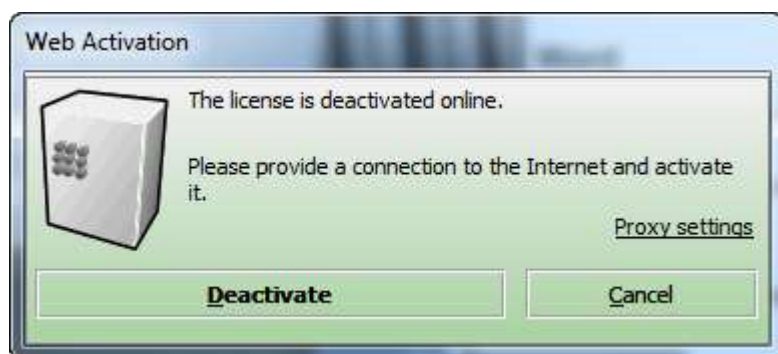 Web Activation
The license is deactivated online.
Please provide a connection to the Internet and activate
it.
Proxy settings
Deactivate
Cancel